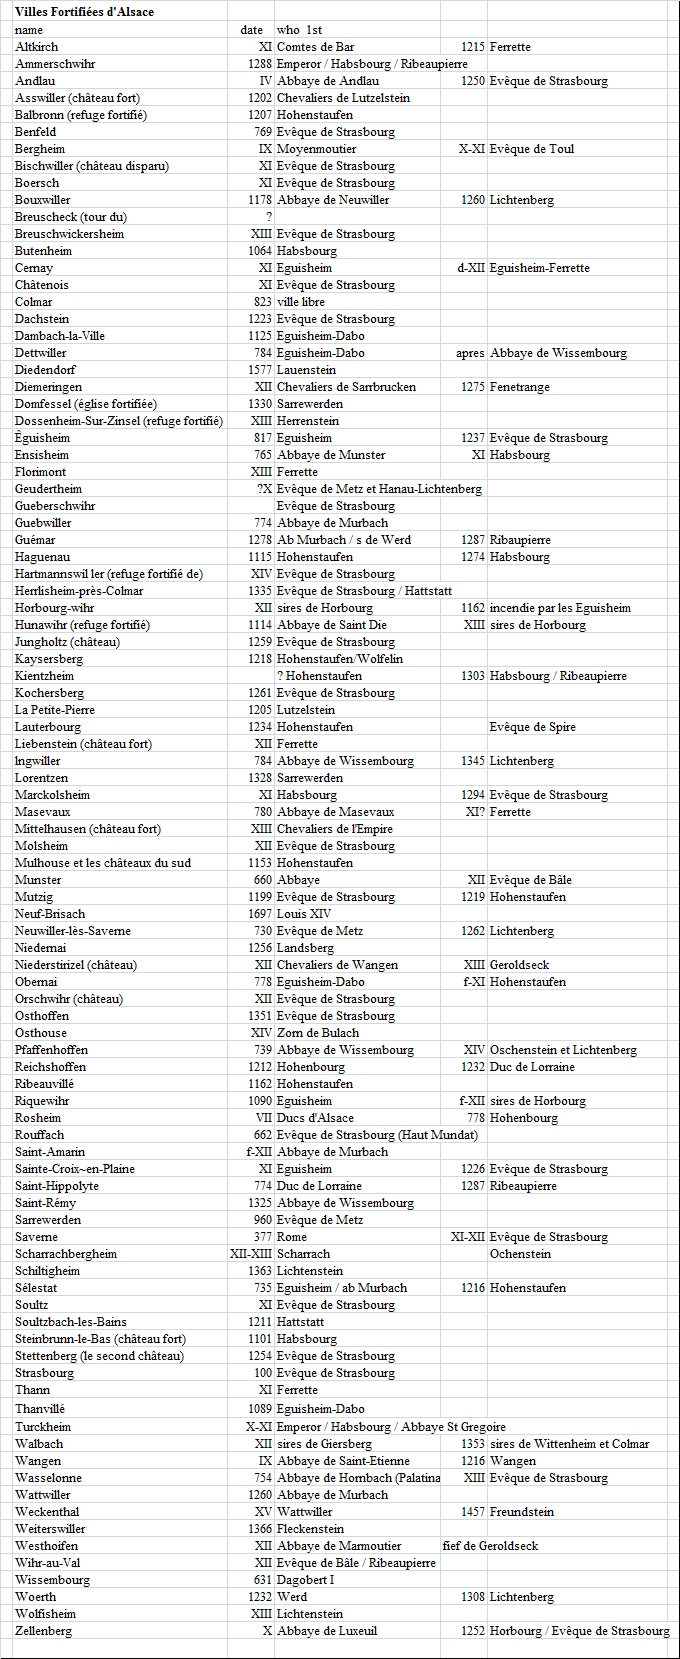 Villes Fortifiées d'Alsace
name date who 1st
Altkirch XI Comtes de Bar 1215 Ferrette
Ammerschwihr 1288 Emperor / Habsbourg / Ribeaupierre
Andlau IV Abbaye de Andlau 1250 Evêque de Strasbourg
Asswiller (château fort) 1202 Chevaliers de Lutzelstein
Balbronn (refuge fortifié) 1207 Hohenstaufen
Benfeld 769 Evêque de Strasbourg
Bergheim IX Moyenmoutier X-XI Evêque de Toul
Bischwiller (château disparu) XI Evêque de Strasbourg
Boersch XI Evêque de Strasbourg
Bouxwiller 1178 Abbaye de Neuwiller 1260 Lichtenberg
Breuscheck (tour du) ?
Breuschwickersheim XIII Evêque de Strasbourg
Butenheim 1064 Habsbourg
Cernay XI Eguisheim d-XII Eguisheim-Ferrette
Châtenois XI Evêque de Strasbourg
Colmar 823 ville libre
Dachstein 1223 Evêque de Strasbourg
Dambach-la-Ville 1125 Eguisheim-Dabo
Dettwiller 784 Eguisheim-Dabo apres Abbaye de Wissembourg
Diedendorf 1577 Lauenstein
Diemeringen XII Chevaliers de Sarrbrucken 1275 Fenetrange
Domfessel (église fortifiée) 1330 Sarrewerden
Dossenheim-Sur-Zinsel (refuge fortifié) XIII Herrenstein
Êguisheim 817 Eguisheim 1237 Evêque de Strasbourg
Ensisheim 765 Abbaye de Munster XI Habsbourg
Florimont XIII Ferrette
Geudertheim ?X Evêque de Metz et Hanau-Lichtenberg
Gueberschwihr Evêque de Strasbourg
Guebwiller 774 Abbaye de Murbach
Guémar 1278 Ab Murbach / s de Werd 1287 Ribaupierre
Haguenau 1115 Hohenstaufen 1274 Habsbourg
Hartmannswil ler (refuge fortifié de) XIV Evêque de Strasbourg
Herrlisheim-près-Colmar 1335 Evêque de Strasbourg / Hattstatt
Horbourg-wihr XII sires de Horbourg 1162 incendie par les Eguisheim
Hunawihr (refuge fortifié) 1114 Abbaye de Saint Die XIII sires de Horbourg
Jungholtz (château) 1259 Evêque de Strasbourg
Kaysersberg 1218 Hohenstaufen/Wolfelin
Kientzheim ? Hohenstaufen 1303 Habsbourg / Ribeaupierre
Kochersberg 1261 Evêque de Strasbourg
La Petite-Pierre 1205 Lutzelstein
Lauterbourg 1234 Hohenstaufen Evêque de Spire
Liebenstein (château fort) XII Ferrette
lngwiller 784 Abbaye de Wissembourg 1345 Lichtenberg
Lorentzen 1328 Sarrewerden
Marckolsheim XI Habsbourg 1294 Evêque de Strasbourg
Masevaux 780 Abbaye de Masevaux XI? Ferrette
Mittelhausen (château fort) XIII Chevaliers de l'Empire
Molsheim XII Evêque de Strasbourg
Mulhouse et les châteaux du sud 1153 Hohenstaufen
Munster 660 Abbaye XII Evêque de Bâle
Mutzig 1199 Evêque de Strasbourg 1219 Hohenstaufen
Neuf-Brisach 1697 Louis XIV
Neuwiller-lès-Saverne 730 Evêque de Metz 1262 Lichtenberg
Niedernai 1256 Landsberg
Niederstirizel (château) XII Chevaliers de Wangen XIII Geroldseck
Obernai 778 Eguisheim-Dabo f-XI Hohenstaufen
Orschwihr (château) XII Evêque de Strasbourg
Osthoffen 1351 Evêque de Strasbourg
Osthouse XIV Zorn de Bulach
Pfaffenhoffen 739 Abbaye de Wissembourg XIV Oschenstein et Lichtenberg
Reichshoffen 1212 Hohenbourg 1232 Duc de Lorraine
Ribeauvillé 1162 Hohenstaufen
Riquewihr 1090 Eguisheim f-XII sires de Horbourg
Rosheim VII Ducs d'Alsace 778 Hohenbourg
Rouffach 662 Evêque de Strasbourg (Haut Mundat)
Saint-Amarin f-XII Abbaye de Murbach
Sainte-Croix~en-Plaine XI Eguisheim 1226 Evêque de Strasbourg
Saint-Hippolyte 774 Duc de Lorraine 1287 Ribeaupierre
Saint-Rémy 1325 Abbaye de Wissembourg
Sarrewerden 960 Evêque de Metz
Saverne 377 Rome XI-XII Evêque de Strasbourg
Scharrachbergheim XII-XIII Scharrach Ochenstein
Schiltigheim 1363 Lichtenstein
Sélestat 735 Eguisheim / ab Murbach 1216 Hohenstaufen
Soultz XI Evêque de Strasbourg
Soultzbach-les-Bains 1211 Hattstatt
Steinbrunn-le-Bas (château fort) 1101 Habsbourg
Stettenberg (le second château) 1254 Evêque de Strasbourg
Strasbourg 100 Evêque de Strasbourg
Thann XI Ferrette
Thanvillé 1089 Eguisheim-Dabo
Turckheim X-XI Emperor / Habsbourg / Abbaye St Gregoire
Walbach XII sires de Giersberg 1353 sires de Wittenheim et Colmar
Wangen IX Abbaye de Saint-Etienne 1216 Wangen
Wasselonne 754 Abbaye de Hornbach (Palatina XIII Evêque de Strasbourg
Wattwiller 1260 Abbaye de Murbach
Weckenthal XV Wattwiller 1457 Freundstein
Weiterswiller 1366 Fleckenstein
Westhoifen XII Abbaye de Marmoutier fief de Geroldseck
Wihr-au-Val XII Evêque de Bâle / Ribeaupierre
Wissembourg 631 Dagobert I
Woerth 1232 Werd 1308 Lichtenberg
Wolfisheim XIII Lichtenstein
Zellenberg X Abbaye de Luxeuil 1252 Horbourg / Evêque de Strasbourg